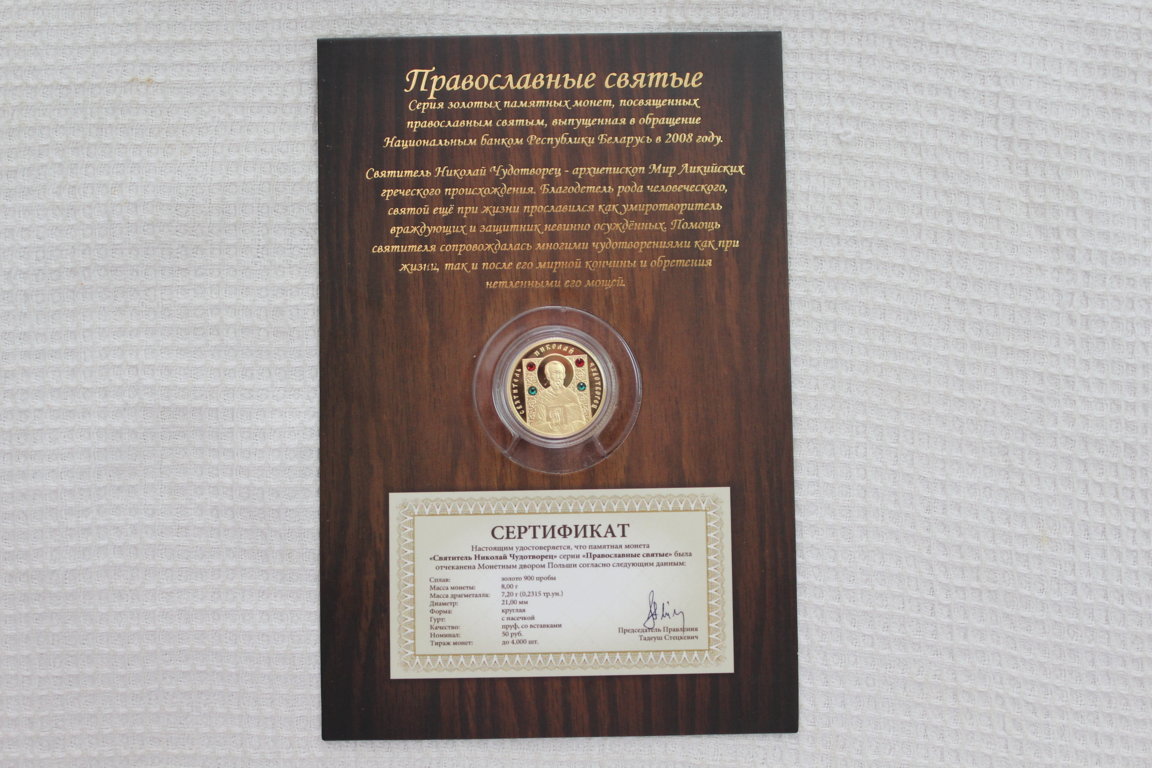 Православные святые
Серия золотых памятных монет, посвященных
православным святым, выпущенная в обращение
Национальным банком Республики Беларусь в 2008 году.
Святитель Николай Чудотворец - архиепископ Мир Ликийских
греческого происхождения. Благодетель рода человеческого,
святой ещё при жизни прославился как умиротворитель
враждующих и защитник невинно осуждённых. Помощь
святителя сопровождалась многими чудотворениями как при
жизни, так и после его мирной кончины и обретения
нетленными его мощей.
СВЯТИТЕЛЬ НИКОЛАЙ ЧУДОТВОРЕЦ
СЕРТИФИКАТ
Настоящим удостоверяется, что памятная монета
«Святитель Николай Чудотворец» серии «Православные святые» была
отчеканена Монетным двором Польши согласно следующим данным:
Сплав: золото 900 пробы
Масса монеты: 8,00 г
Масса драгметалла: 7,20 г (0,2315 тр.ун.)
Диаметр: 21,00 мм
Форма: круглая
Гурт: с насечкой
Качество: пруф, со вставками
Номинал: 50 руб.
Тираж монет: до 4.000 шт.
Председатель Правления
Тадеуш Стецкевич